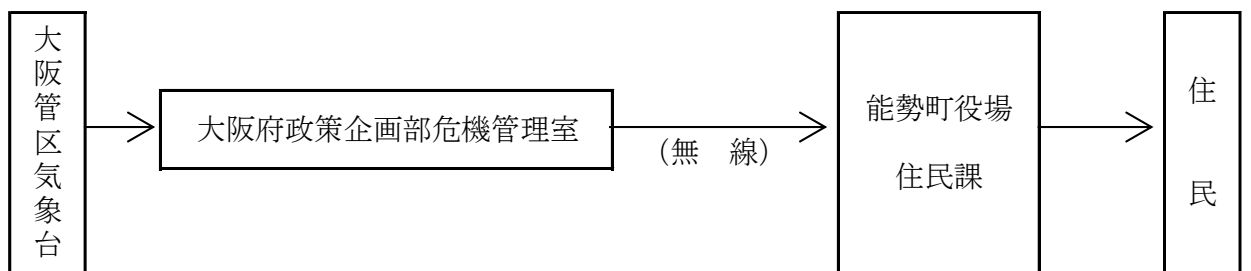 大阪管区気象台
大阪府政策企画部危機管理室
(無　線)
能勢町役場
住民課
住民